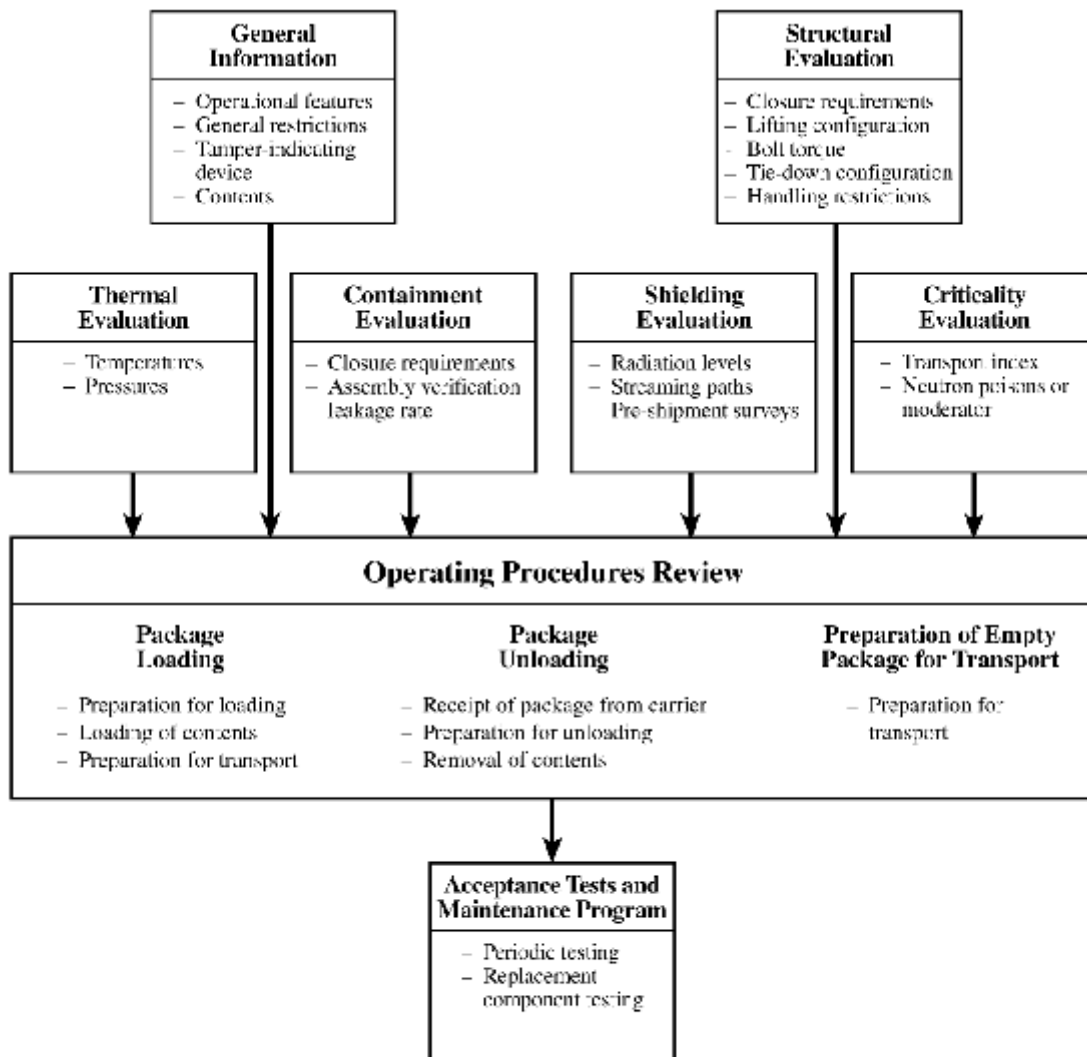 General
Information
– Operational features
– General restrictions
– Tamper-indicating
device
– Contents
Structural
Evaluation
– Closure requirements
– Lifting configuration
- Bolt torque
– Tie-down configuration
– Handling restrictions
Thermal
Evaluation
– Temperatures
– Pressures
Containment
Evaluation
– Closure requirements
– Assembly verification
leakage rate
Shielding
Evaluation
– Radiation levels
– Streaming paths
Pre-shipment surveys
Criticality
Evaluation
– Transport index
– Neutron poisons or
moderator
Operating Procedures Review
Package
Loading
– Preparation for loading
– Loading of contents
– Preparation for transport
Package
Unloading
– Receipt of package from carrier
– Preparation for unloading
– Removal of contents
Preparation of Empty
Package for Transport
– Preparation for
transport
Acceptance Tests and
Maintenance Program
– Periodic testing
– Replacement
component testing